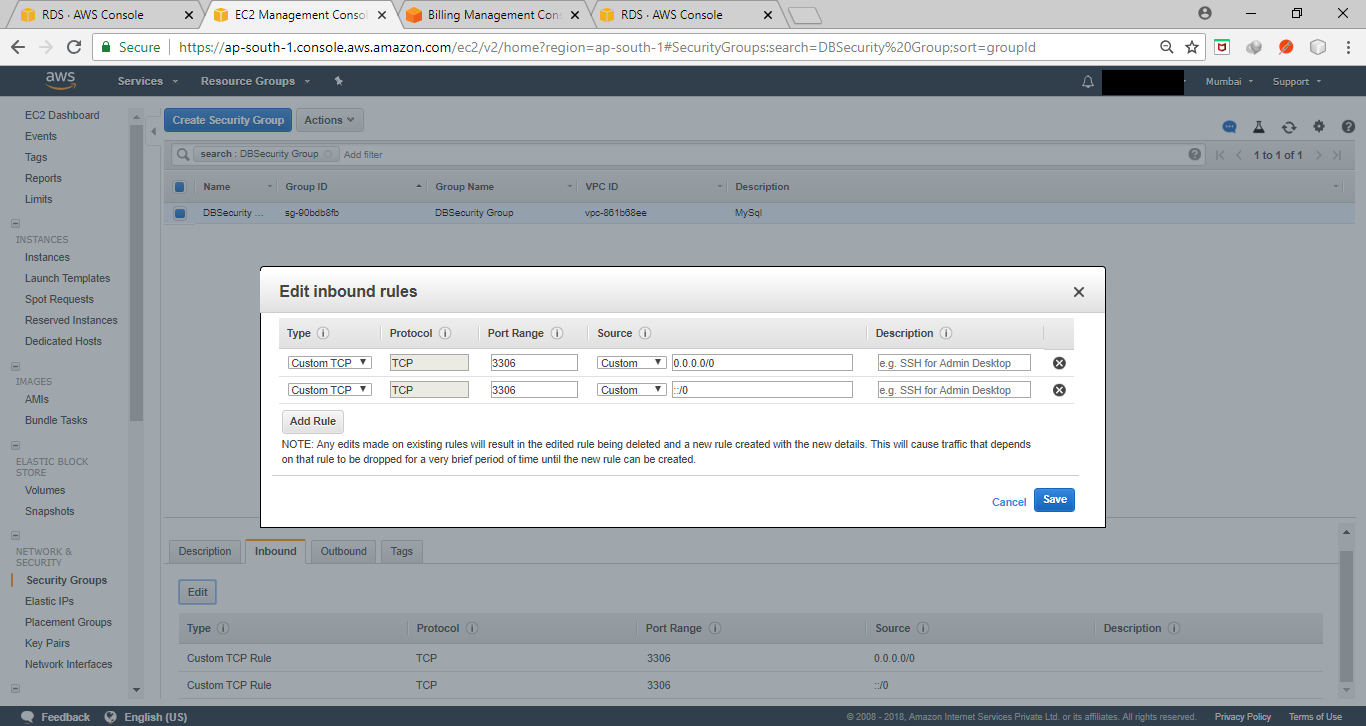 RDS · AWS Console
EC2 Management Conso
Billing Management Con
RDS · AWS Console
Secure
https://ap-south-1.console.aws.amazon.com/ec2/v2/home?region=ap-south-1#SecurityGroups:search=DBSecurity%20Group;sort=groupId
aws Services Resource Groups Mumbai Support
EC2 Dashboard
Events
Tags
Reports
Limits
INSTANCES
Instances
Launch Templates
Spot Requests
Reserved Instances
Dedicated Hosts
IMAGES
AMIs
Bundle Tasks
ELASTIC BLOCK
STORE
Volumes
Snapshots
NETWORK &
SECURITY
Security Groups
Elastic IPs
Placement Groups
Key Pairs
Network Interfaces
Create Security Group Actions
search : DBSecurity Group Add filter 1 to 1 of 1
Name Group ID Group Name VPC ID Description
DBSecurity ... sg-90bdb8fb DBSecurity Group vpc-861b68ee MySql
Edit inbound rules
Type Protocol Port Range Source Description
Custom TCP TCP 3306 Custom 0.0.0.0/0 e.g. SSH for Admin Desktop
Custom TCP TCP 3306 Custom ::/0 e.g. SSH for Admin Desktop
Add Rule
NOTE: Any edits made on existing rules will result in the edited rule being deleted and a new rule created with the new details. This will cause traffic that depends
on that rule to be dropped for a very brief period of time until the new rule can be created.
Cancel Save
Description Inbound Outbound Tags
Edit
Type Protocol Port Range Source Description
Custom TCP Rule TCP 3306 0.0.0.0/0
Custom TCP Rule TCP 3306 ::/0
Feedback English (US) © 2008 - 2018, Amazon Internet Services Private Ltd. or its affiliates. All rights reserved. Privacy Policy Terms of Use